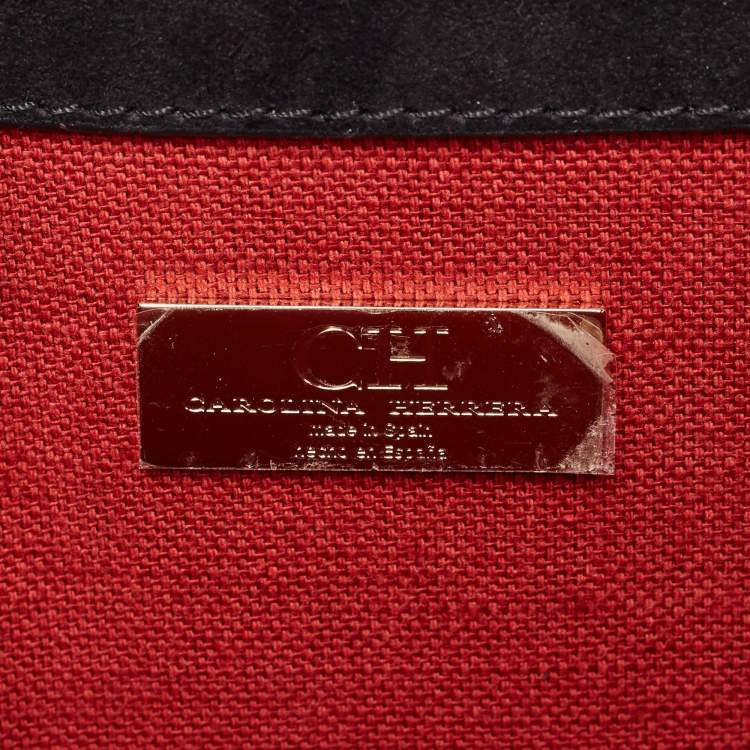 CH
CAROLINA HERRERA
made in Spain
hecho en España